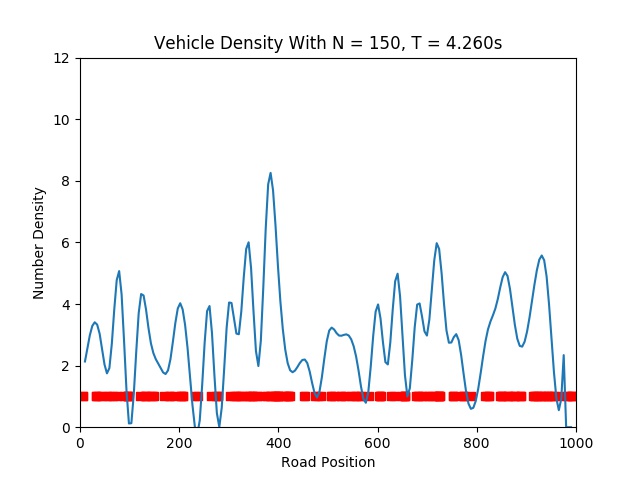 Vehicle Density With N = 150, T = 4.260s
12
10
8
6
4
2
0
Number Density
0 200 400 600 800 1000
Road Position